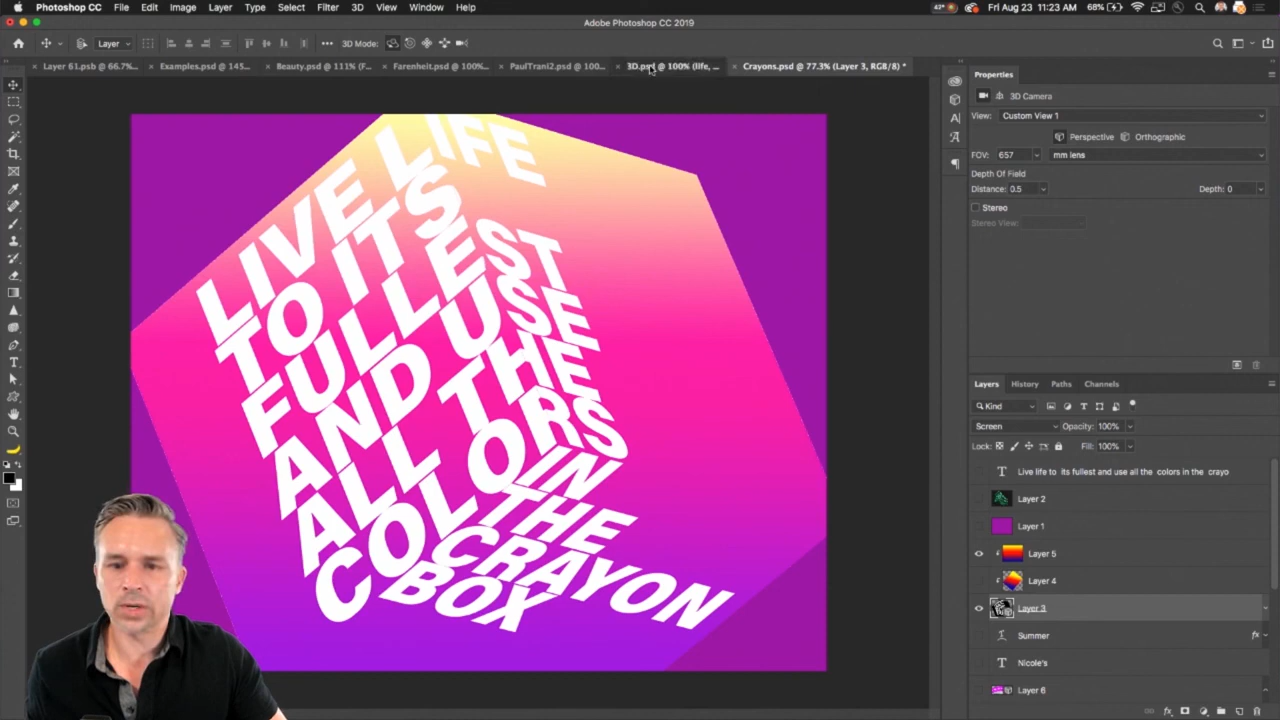 Photoshop CC File Edit Image Layer Type Select Filter 3D View Window Help
68% Fri Aug 23 11:23 AM
Adobe Photoshop CC 2019
Layer 3D Mode:
Layer 61.psb @ 66.7%... Examples.psd @ 145... Beauty.psd @ 111% (F... Farenheit.psd @ 100%... PaulTrani2.psd @ 100... 3D.psd @ 100% (life, ... Crayons.psd @ 77.3% (Layer 3, RGB/8) *
LIVE LIFE
TO ITS
FULLEST
AND USE
ALL THE
COLORS
IN
THE
CRAYON
BOX
Properties
3D Camera
View: Custom View 1
Perspective Orthographic
FOV: 657 mm lens
Depth Of Field
Distance: 0.5 Depth: 0
Stereo
Stereo View:
Layers History Paths Channels
Kind
Screen Opacity: 100%
Lock: Fill: 100%
Live life to its fullest and use all the colors in the crayo
Layer 2
Layer 1
Layer 5
Layer 4
Layer 3
Summer fx
Nicole's
Layer 6